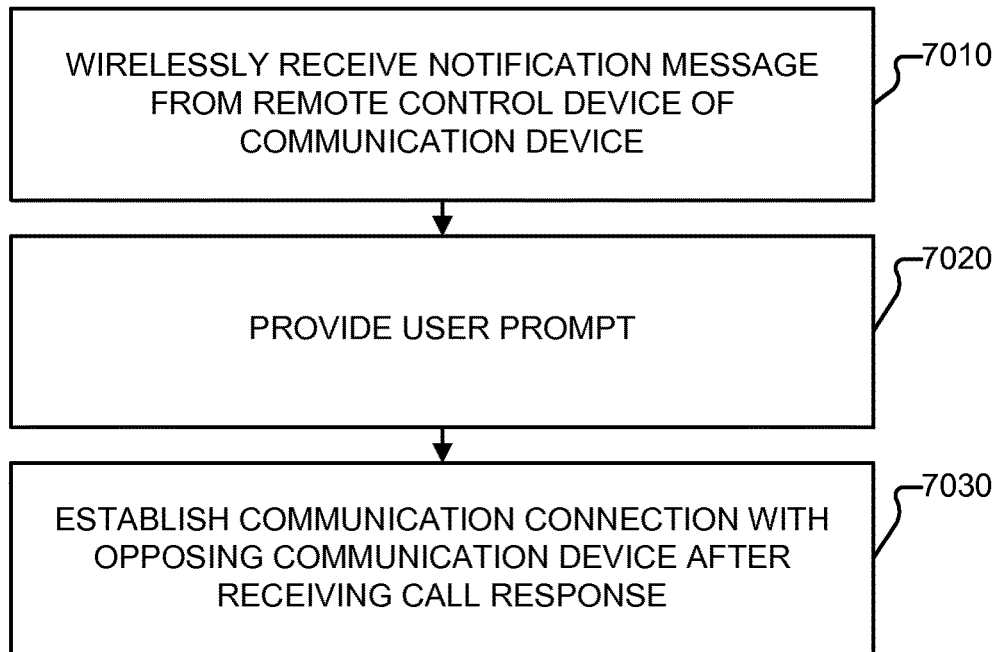 WIRELESSLY RECEIVE NOTIFICATION MESSAGE
FROM REMOTE CONTROL DEVICE OF
COMMUNICATION DEVICE
7010
PROVIDE USER PROMPT
7020
ESTABLISH COMMUNICATION CONNECTION WITH
OPPOSING COMMUNICATION DEVICE AFTER
RECEIVING CALL RESPONSE
7030